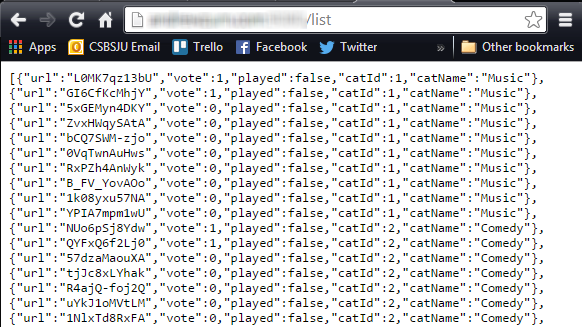 /list
Apps CSBSJU Email Trello Facebook Twitter » Other bookmarks
[{"url":"L0MK7qz13bU","vote":1,"played":false,"catId":1,"catName":"Music"},
{"url":"GI6CfKcMhjY","vote":1,"played":false,"catId":1,"catName":"Music"},
{"url":"5xGEMyn4DKY","vote":0,"played":false,"catId":1,"catName":"Music"},
{"url":"ZvxHWqySAtA","vote":0,"played":false,"catId":1,"catName":"Music"},
{"url":"bCQ7SWM-zjo","vote":0,"played":false,"catId":1,"catName":"Music"},
{"url":"0VqTwnAuHws","vote":0,"played":false,"catId":1,"catName":"Music"},
{"url":"RxPZh4AnWyk","vote":0,"played":false,"catId":1,"catName":"Music"},
{"url":"B_FV_YovAOo","vote":0,"played":false,"catId":1,"catName":"Music"},
{"url":"1k08yxu57NA","vote":0,"played":false,"catId":1,"catName":"Music"},
{"url":"YPIA7mpm1wU","vote":0,"played":false,"catId":1,"catName":"Music"},
{"url":"NUo6pSj8Ydw","vote":1,"played":false,"catId":2,"catName":"Comedy"},
{"url":"QYFxQ6f2Lj0","vote":1,"played":false,"catId":2,"catName":"Comedy"},
{"url":"57dzaMaouXA","vote":0,"played":false,"catId":2,"catName":"Comedy"},
{"url":"tjJc8xLYhak","vote":0,"played":false,"catId":2,"catName":"Comedy"},
{"url":"R4ajQ-foj2Q","vote":0,"played":false,"catId":2,"catName":"Comedy"},
{"url":"uYkJ1oMVtLM","vote":0,"played":false,"catId":2,"catName":"Comedy"},
{"url":"1NlxTd8RxFA","vote":0,"played":false,"catId":2,"catName":"Comedy"},